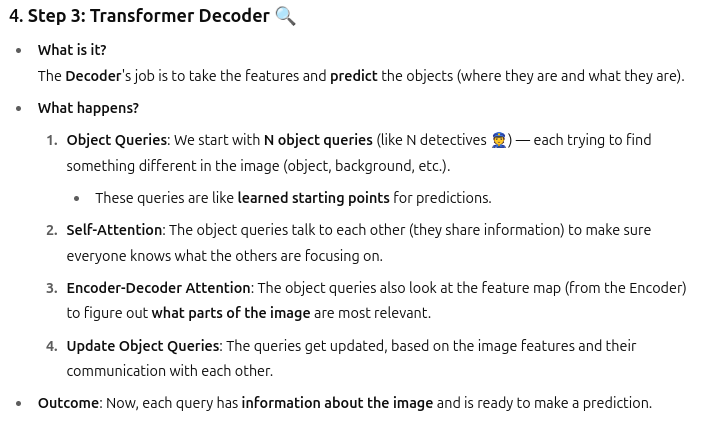 4. Step 3: Transformer Decoder 🔍
• What is it?
The Decoder's job is to take the features and predict the objects (where they are and what they are).
• What happens?
1. Object Queries: We start with N object queries (like N detectives 👮) — each trying to find
something different in the image (object, background, etc.).
• These queries are like learned starting points for predictions.
2. Self-Attention: The object queries talk to each other (they share information) to make sure
everyone knows what the others are focusing on.
3. Encoder-Decoder Attention: The object queries also look at the feature map (from the Encoder)
to figure out what parts of the image are most relevant.
4. Update Object Queries: The queries get updated, based on the image features and their
communication with each other.
• Outcome: Now, each query has information about the image and is ready to make a prediction.